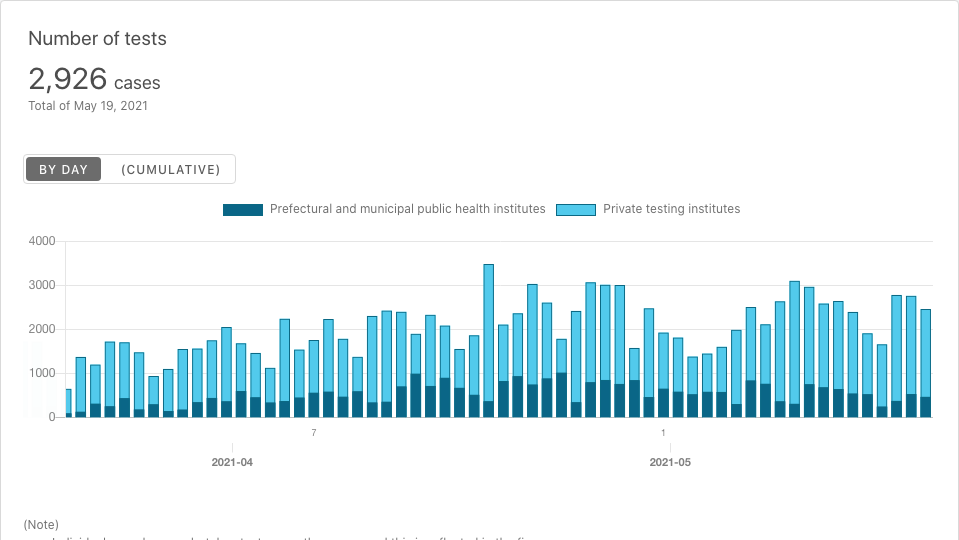 Number of tests
2,926 cases
Total of May 19, 2021
BY DAY (CUMULATIVE)
Prefectural and municipal public health institutes Private testing institutes
4000
3000
2000
1000
0
7 1
2021-04 2021-05
(Note)